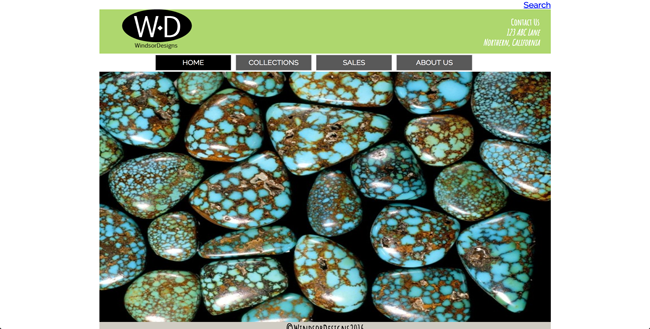 Search
W·D
WindsorDesigns
Contact Us
123 ABC Lane
Northern, California
HOME
COLLECTIONS
SALES
ABOUT US
©WindsorDesigns 2016